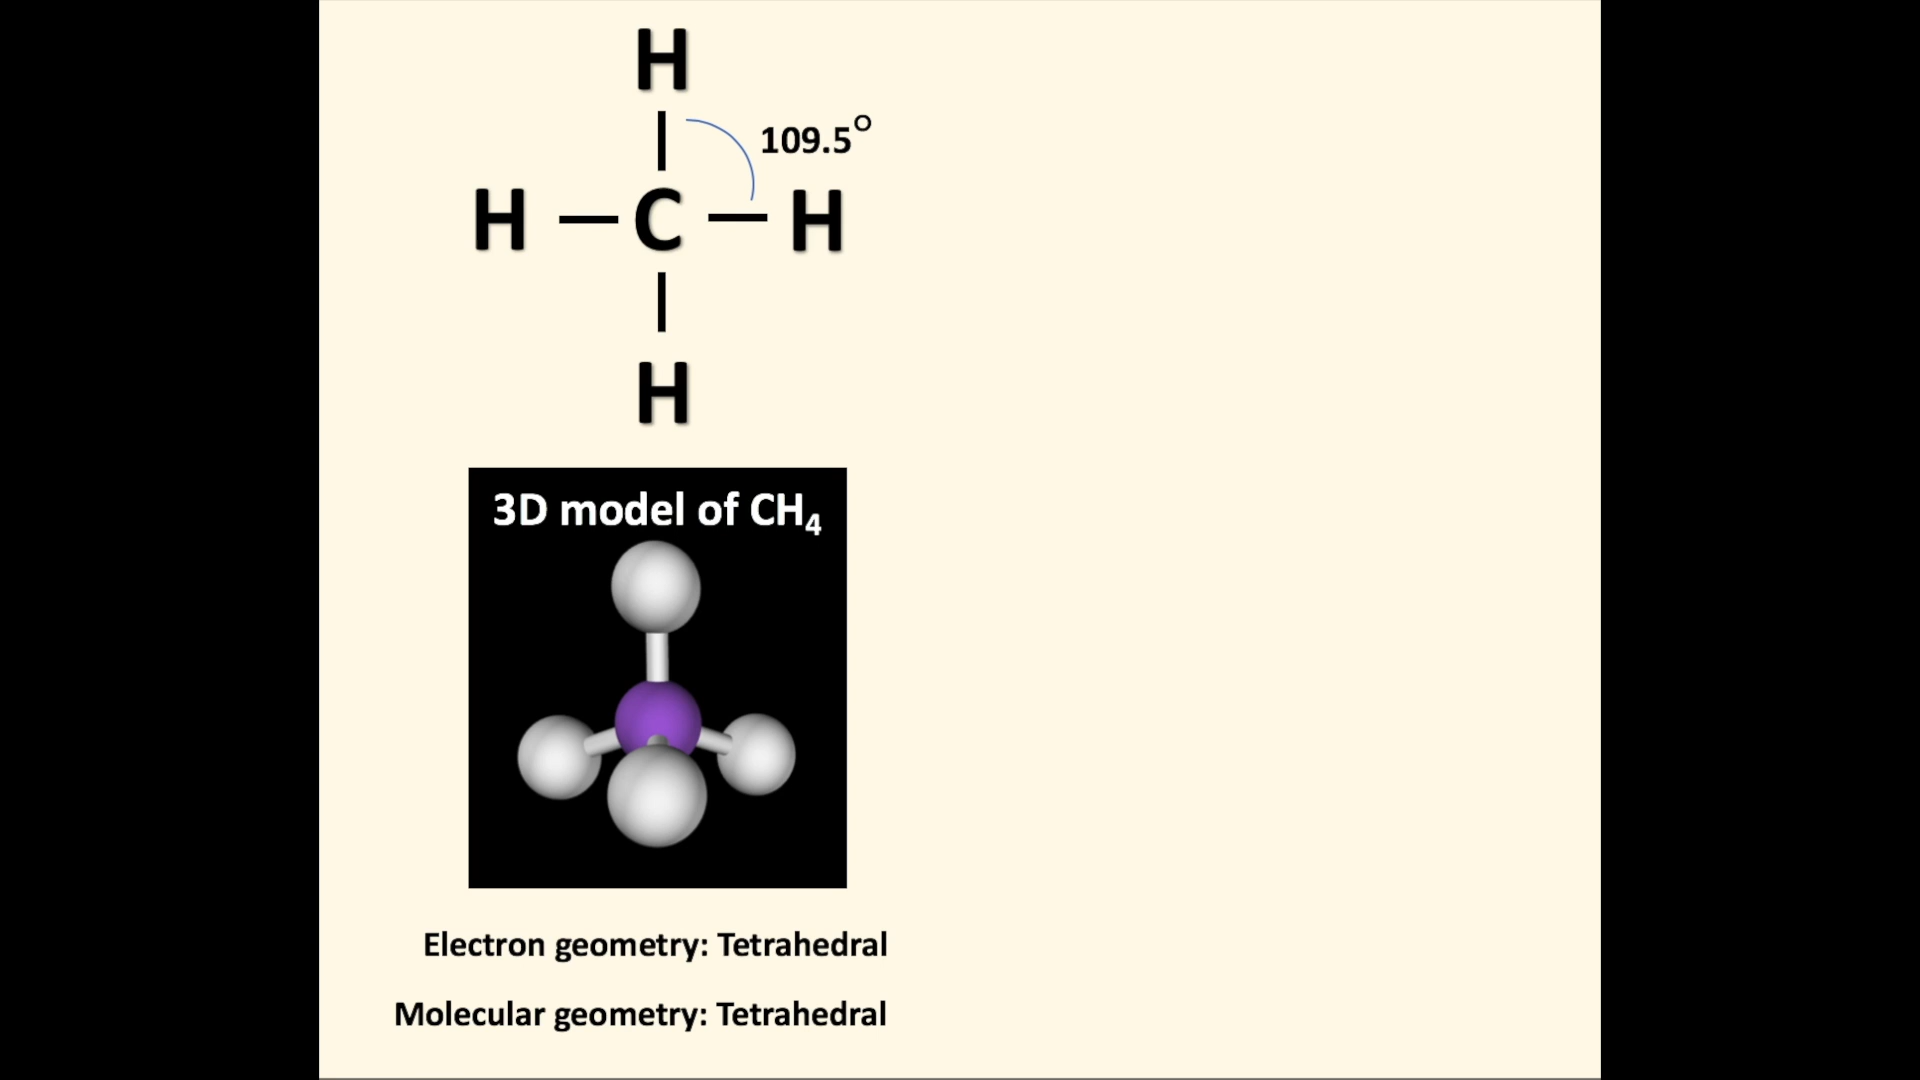 H
109.5°
H – C – H
H
3D model of CH₄
Electron geometry: Tetrahedral
Molecular geometry: Tetrahedral